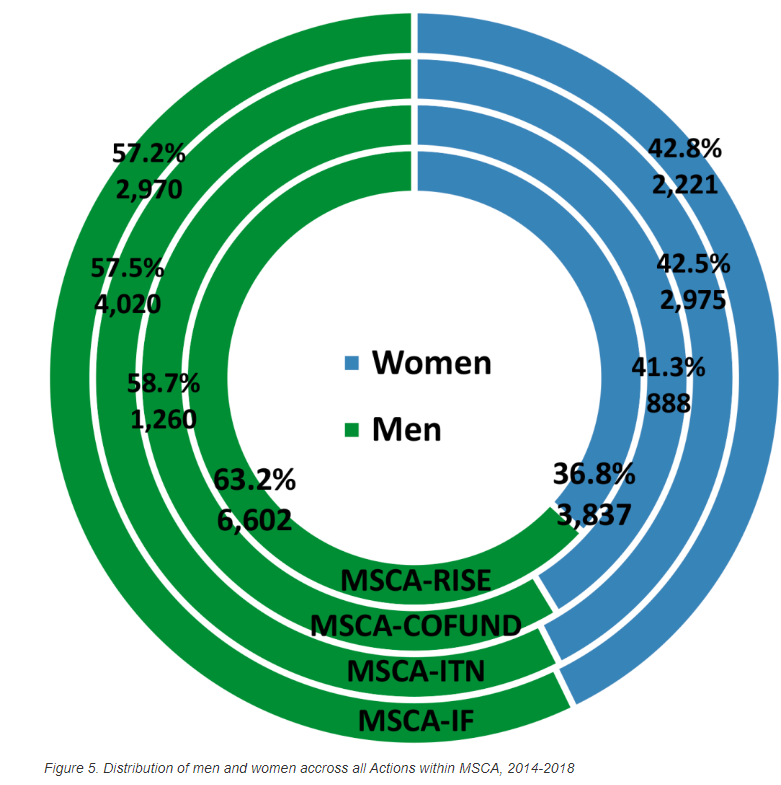 57.2%
2,970
42.8%
2,221
57.5%
4,020
42.5%
2,975
58.7%
1,260
41.3%
888
Women
Men
63.2%
6,602
36.8%
3,837
MSCA-RISE
MSCA-COFUND
MSCA-ITN
MSCA-IF
Figure 5. Distribution of men and women accross all Actions within MSCA, 2014-2018